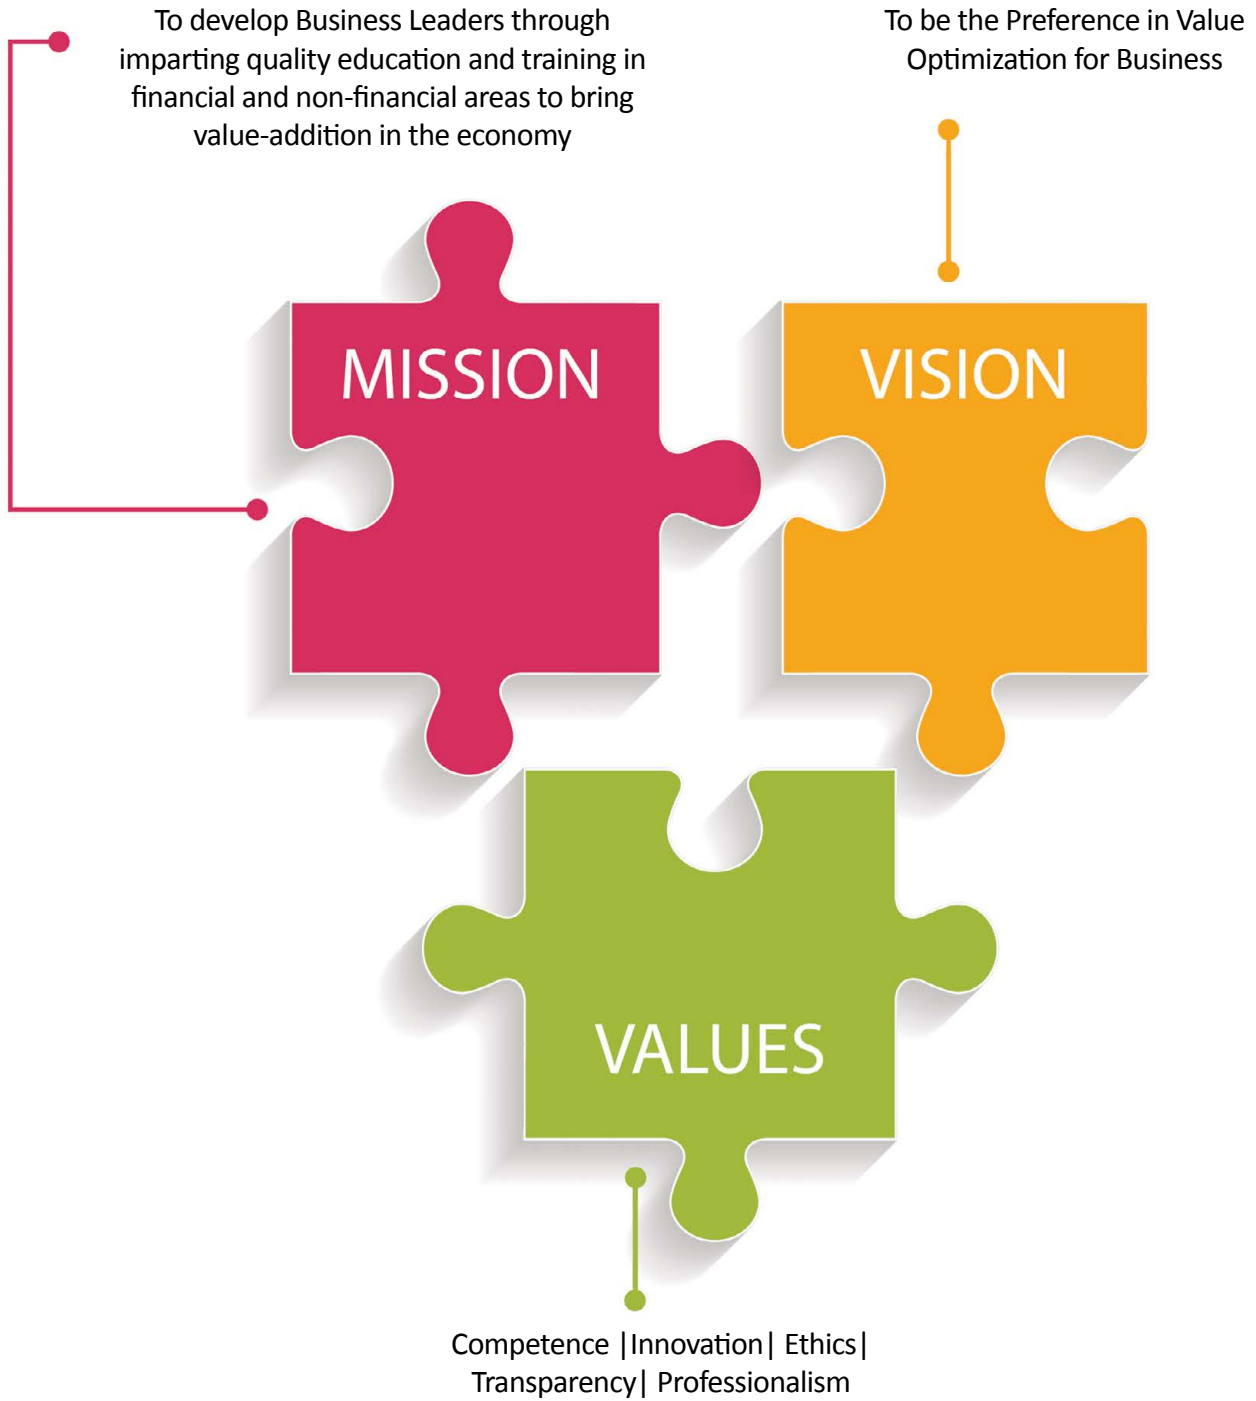 To develop Business Leaders through
imparting quality education and training in
financial and non-financial areas to bring
value-addition in the economy
To be the Preference in Value
Optimization for Business
MISSION
VISION
VALUES
Competence |Innovation| Ethics|
Transparency| Professionalism